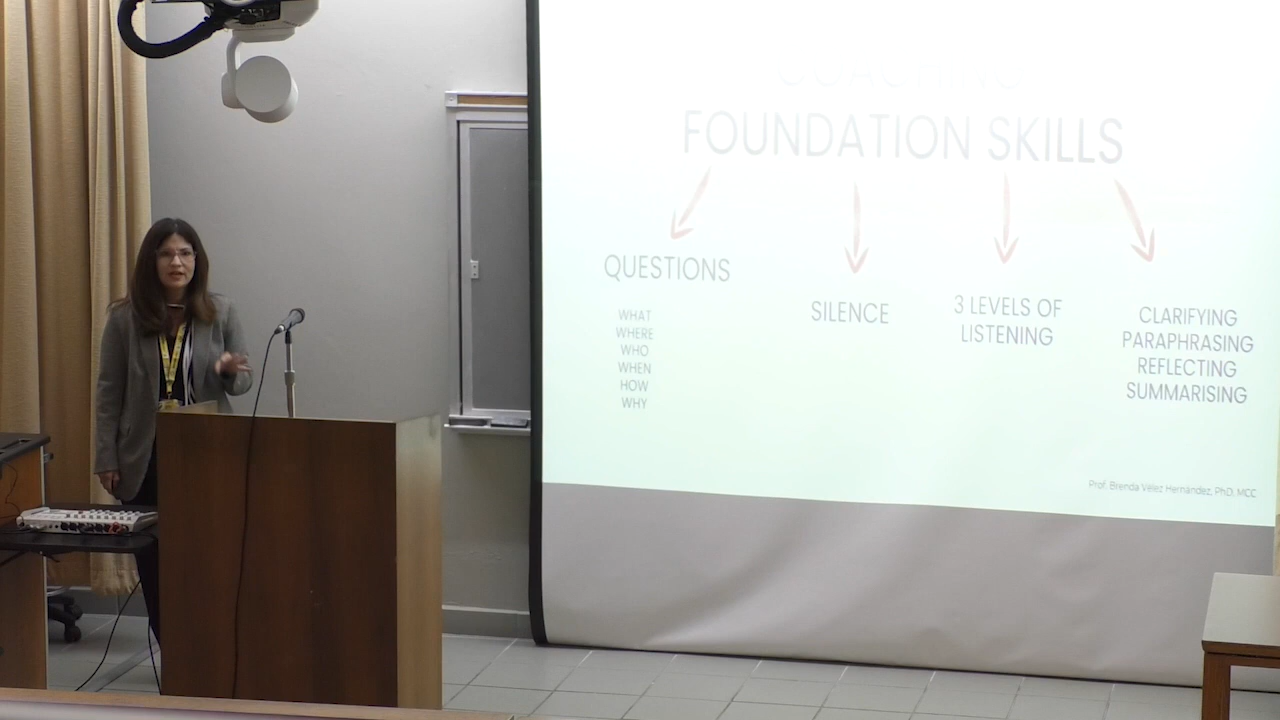 COACHING
FOUNDATION SKILLS
QUESTIONS
WHAT
WHERE
WHO
WHEN
HOW
WHY
SILENCE
3 LEVELS OF
LISTENING
CLARIFYING
PARAPHRASING
REFLECTING
SUMMARISING
Prof. Brenda Vélez Hernández, PhD, MCC